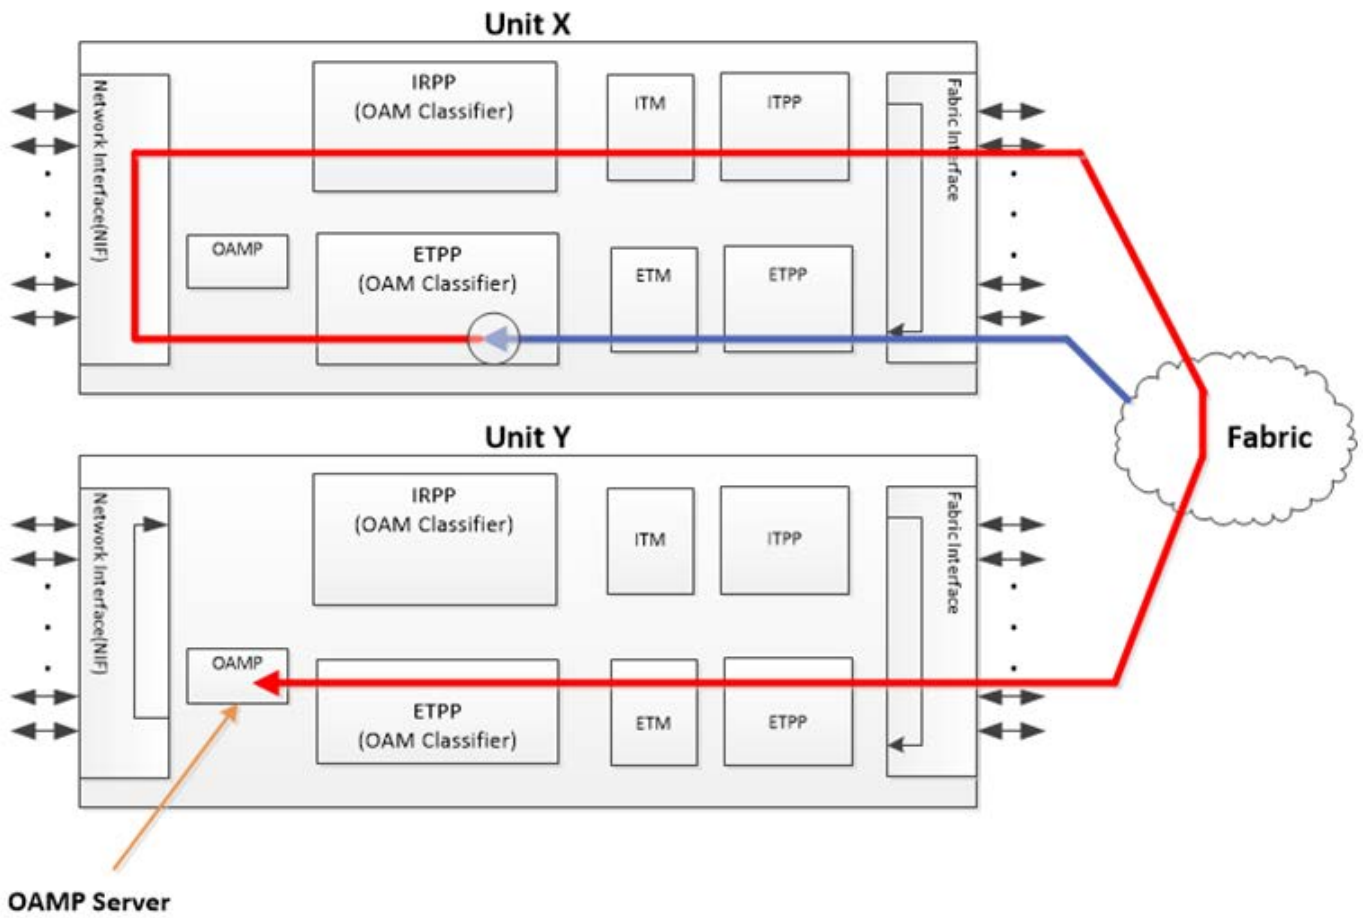 Unit X
Network Interface(NIF)
IRPP
(OAM Classifier)
ITM
ITPP
Fabric Interface
OAMP
ETPP
(OAM Classifier)
ETM
ETPP
Fabric
Unit Y
Network Interface(NIF)
IRPP
(OAM Classifier)
ITM
ITPP
Fabric Interface
OAMP
ETPP
(OAM Classifier)
ETM
ETPP
OAMP Server